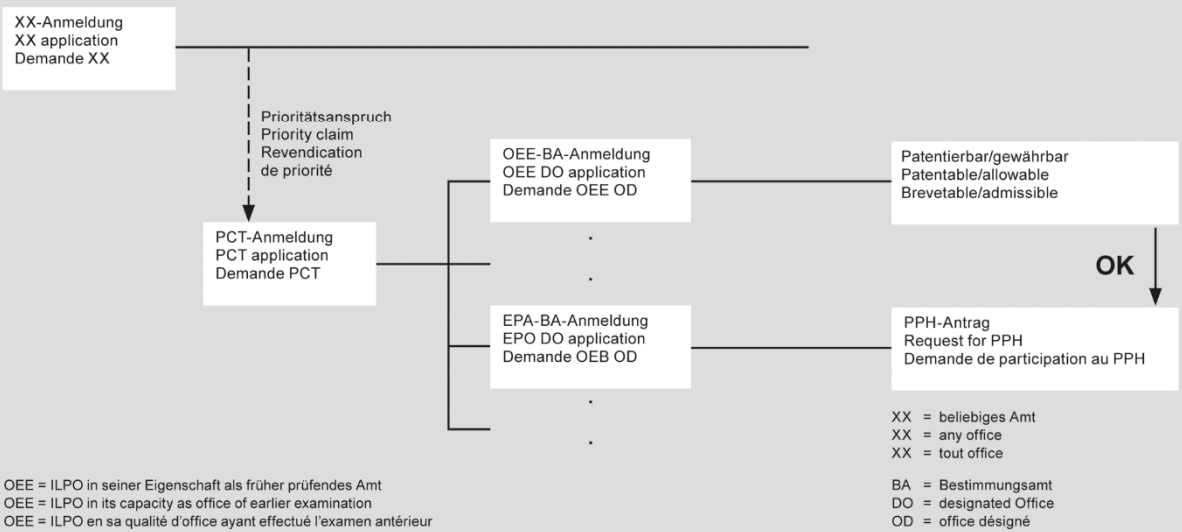 XX-Anmeldung
XX application
Demande XX
Prioritätsanspruch
Priority claim
Revendication
de priorité
PCT-Anmeldung
PCT application
Demande PCT
OEE-BA-Anmeldung
OEE DO application
Demande OEE OD
Patentierbar/gewährbar
Patentable/allowable
Brevetable/admissible
OK
EPA-BA-Anmeldung
EPO DO application
Demande OEB OD
PPH-Antrag
Request for PPH
Demande de participation au PPH
XX = beliebiges Amt
XX = any office
XX = tout office
BA = Bestimmungsamt
DO = designated Office
OD = office désigné
OEE = ILPO in seiner Eigenschaft als früher prüfendes Amt
OEE = ILPO in its capacity as office of earlier examination
OEE = ILPO en sa qualité d'office ayant effectué l'examen antérieur